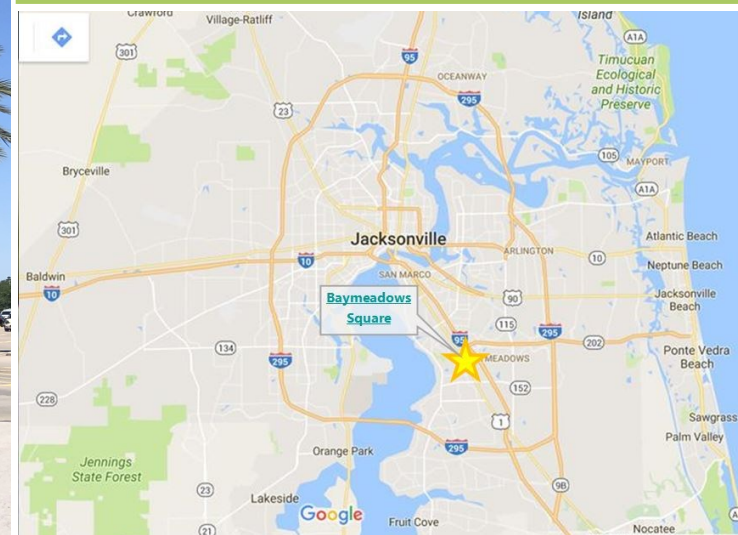 Crawford
Village-Ratliff
Island
301
95
A1A
OCEANWAY
Timucuan
Ecological
and Historic
Preserve
295
23
105
MAYPORT
Bryceville
A1A
301
Jacksonville
Atlantic Beach
ARLINGTON
10
10
SAN MARCO
Neptune Beach
Baldwin
10
Baymeadows
Square
90
Jacksonville
Beach
115
295
95
202
134
295
MEADOWS
Ponte Vedra
Beach
152
228
1
Sawgrass
Palm Valley
295
Orange Park
Jennings
State Forest
9B
23
Lakeside
Google
Fruit Cove
21
Nocatee